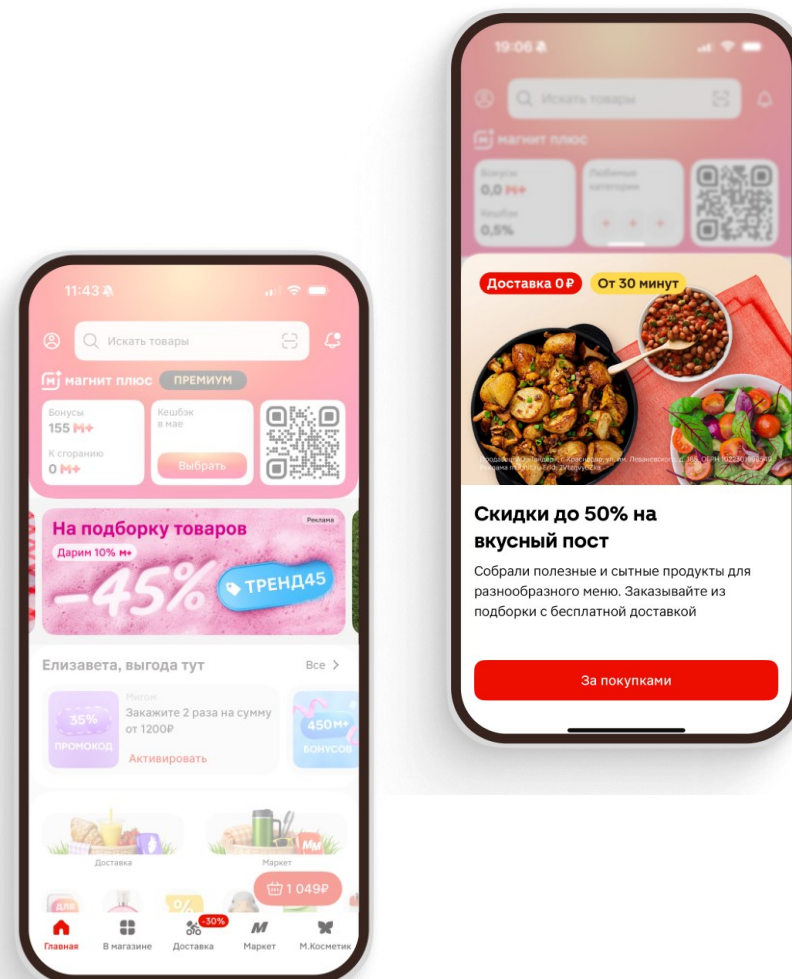 11:43
Искать товары
магнит плюс ПРЕМИУМ
Бонусы
155 М+
К сгоранию
0 М+
Кешбэк
в мае
Выбрать
На подборку товаров
Реклама
Дарим 10% М+
-45%
ТРЕНД45
Елизавета, выгода тут
Все
35%
ПРОМОКОД
Мигом
Закажите 2 раза на сумму
от 1200₽
Активировать
450 М+
БОНУСОВ
Доставка
Маркет
ММ
ДЛЯ
%
1 049₽
-30%
Главная
В магазине
Доставка
Маркет
М.Косметик
19:06
Искать товары
магнит плюс
Бонусы
0,0 М+
Кешбэк
0,5%
Любимые
категории
Доставка 0 ₽
От 30 минут
Скидки до 50% на
вкусный пост
Собрали полезные и сытные продукты для
разнообразного меню. Заказывайте из
подборки с бесплатной доставкой
За покупками